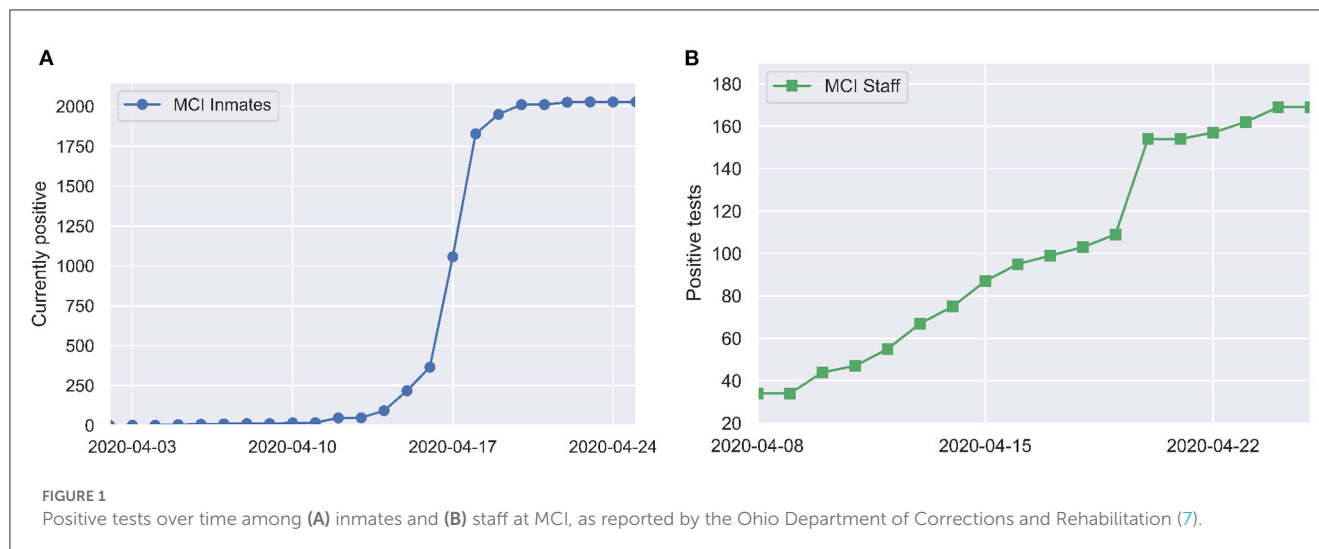 A
MCI Inmates
Currently positive
2000
1750
1500
1250
1000
750
500
250
0
2020-04-03 2020-04-10 2020-04-17 2020-04-24
B
MCI Staff
Positive tests
180
160
140
120
100
80
60
40
20
2020-04-08 2020-04-15 2020-04-22
FIGURE 1
Positive tests over time among (A) inmates and (B) staff at MCI, as reported by the Ohio Department of Corrections and Rehabilitation (7).